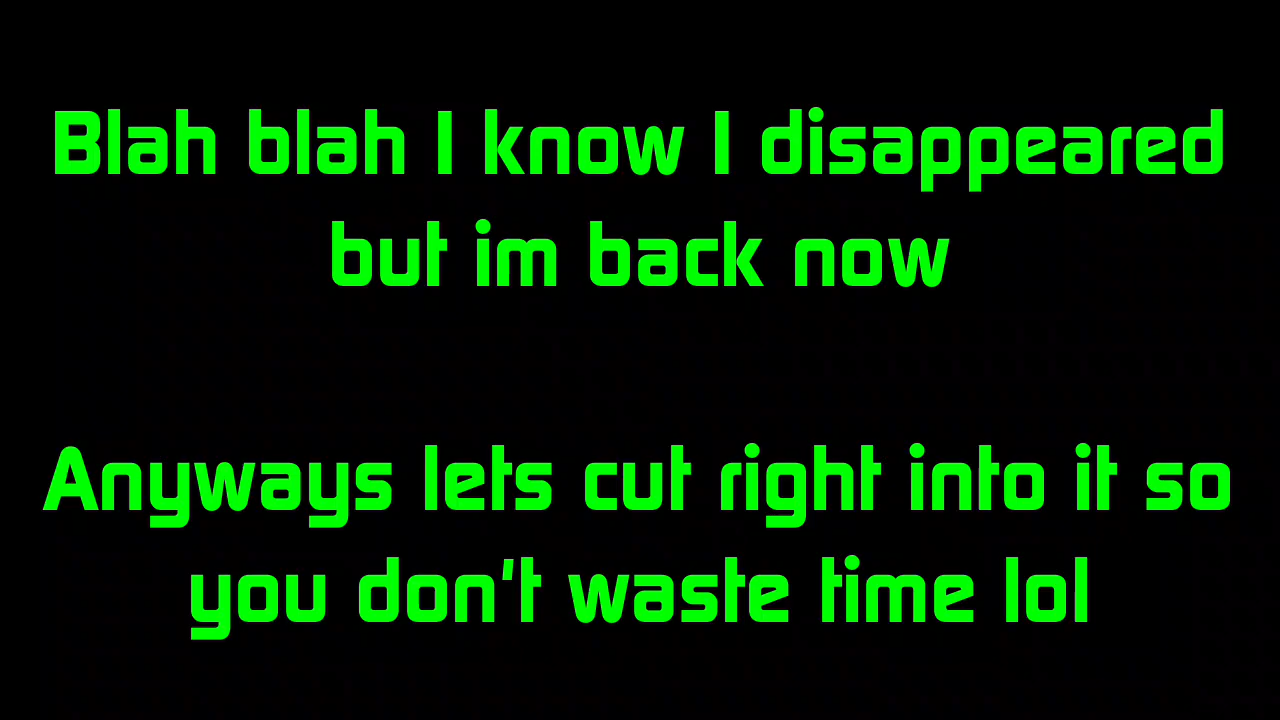 Blah blah I know I disappeared
but im back now
Anyways lets cut right into it so
you don't waste time lol